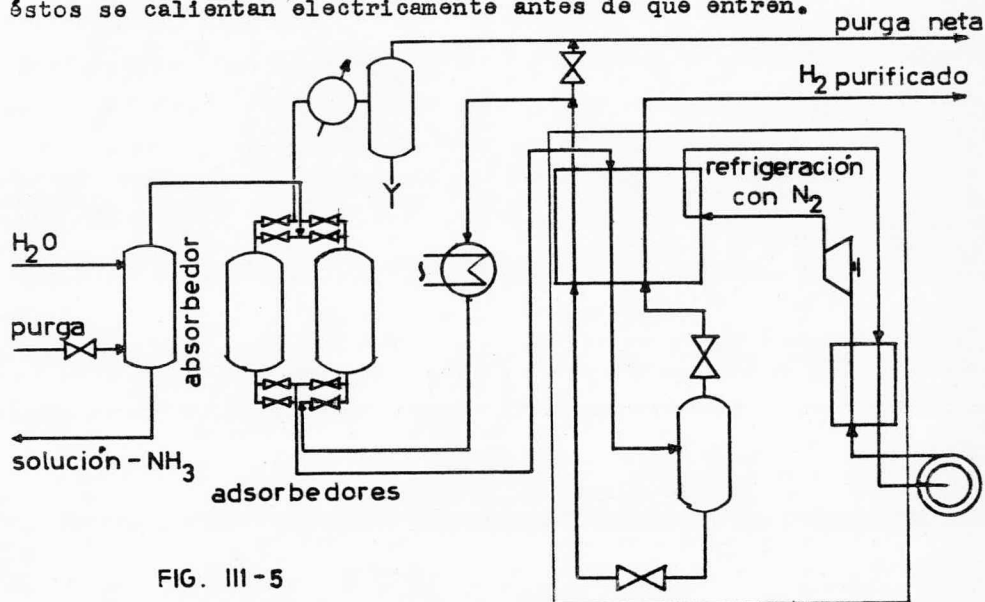 éstos se calientan electricamente antes de que entren.
purga neta
H₂ purificado
refrigeración
con N₂
H₂O
absorbedor
purga
solución-NH₃
adsorbedores
FIG. III-5